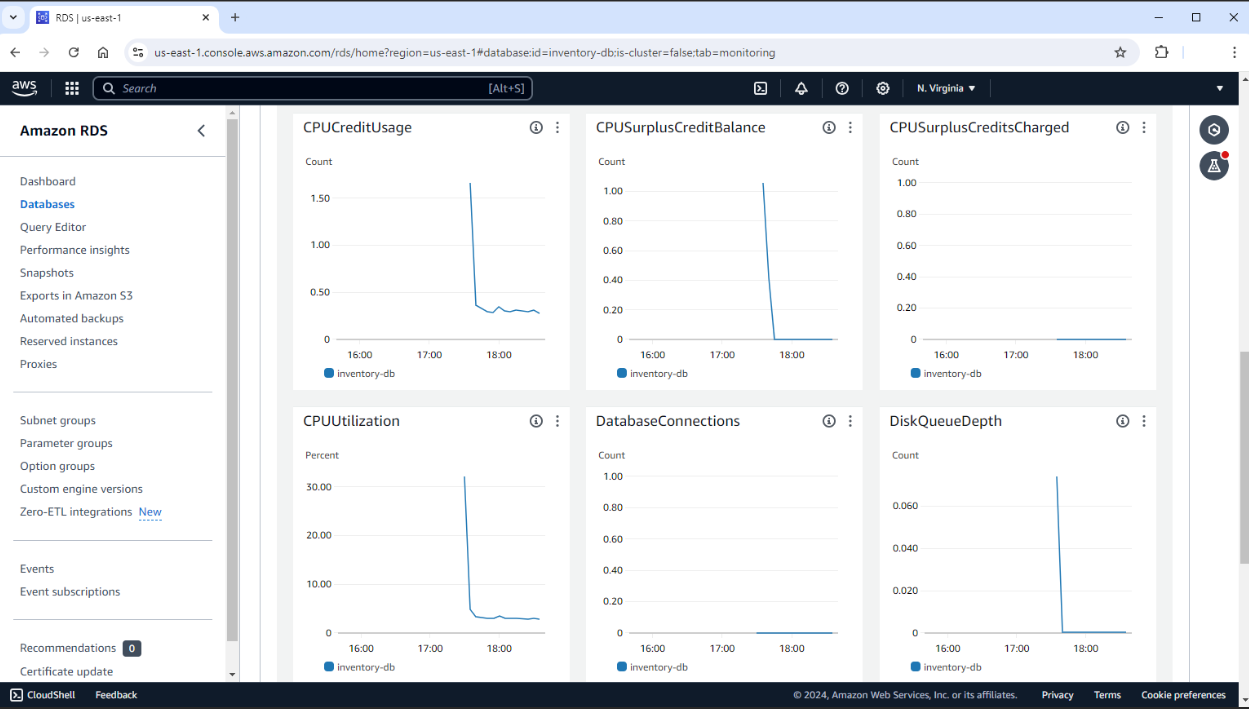 RDS | us-east-1
us-east-1.console.aws.amazon.com/rds/home?region=us-east-1#database:id=inventory-db;is-cluster=false;tab=monitoring
aws
Search
[Alt+S]
N. Virginia
Amazon RDS
Dashboard
Databases
Query Editor
Performance insights
Snapshots
Exports in Amazon S3
Automated backups
Reserved instances
Proxies
Subnet groups
Parameter groups
Option groups
Custom engine versions
Zero-ETL integrations New
Events
Event subscriptions
Recommendations 0
Certificate update
CPUCreditUsage
Count
1.50
1.00
0.50
0
16:00 17:00 18:00
inventory-db
CPUSurplusCreditBalance
Count
1.00
0.80
0.60
0.40
0.20
0
16:00 17:00 18:00
inventory-db
CPUSurplusCreditsCharged
Count
1.00
0.80
0.60
0.40
0.20
0
16:00 17:00 18:00
inventory-db
CPUUtilization
Percent
30.00
20.00
10.00
0
16:00 17:00 18:00
inventory-db
DatabaseConnections
Count
1.00
0.80
0.60
0.40
0.20
0
16:00 17:00 18:00
inventory-db
DiskQueueDepth
Count
0.060
0.040
0.020
0
16:00 17:00 18:00
inventory-db
CloudShell Feedback
© 2024, Amazon Web Services, Inc. or its affiliates. Privacy Terms Cookie preferences